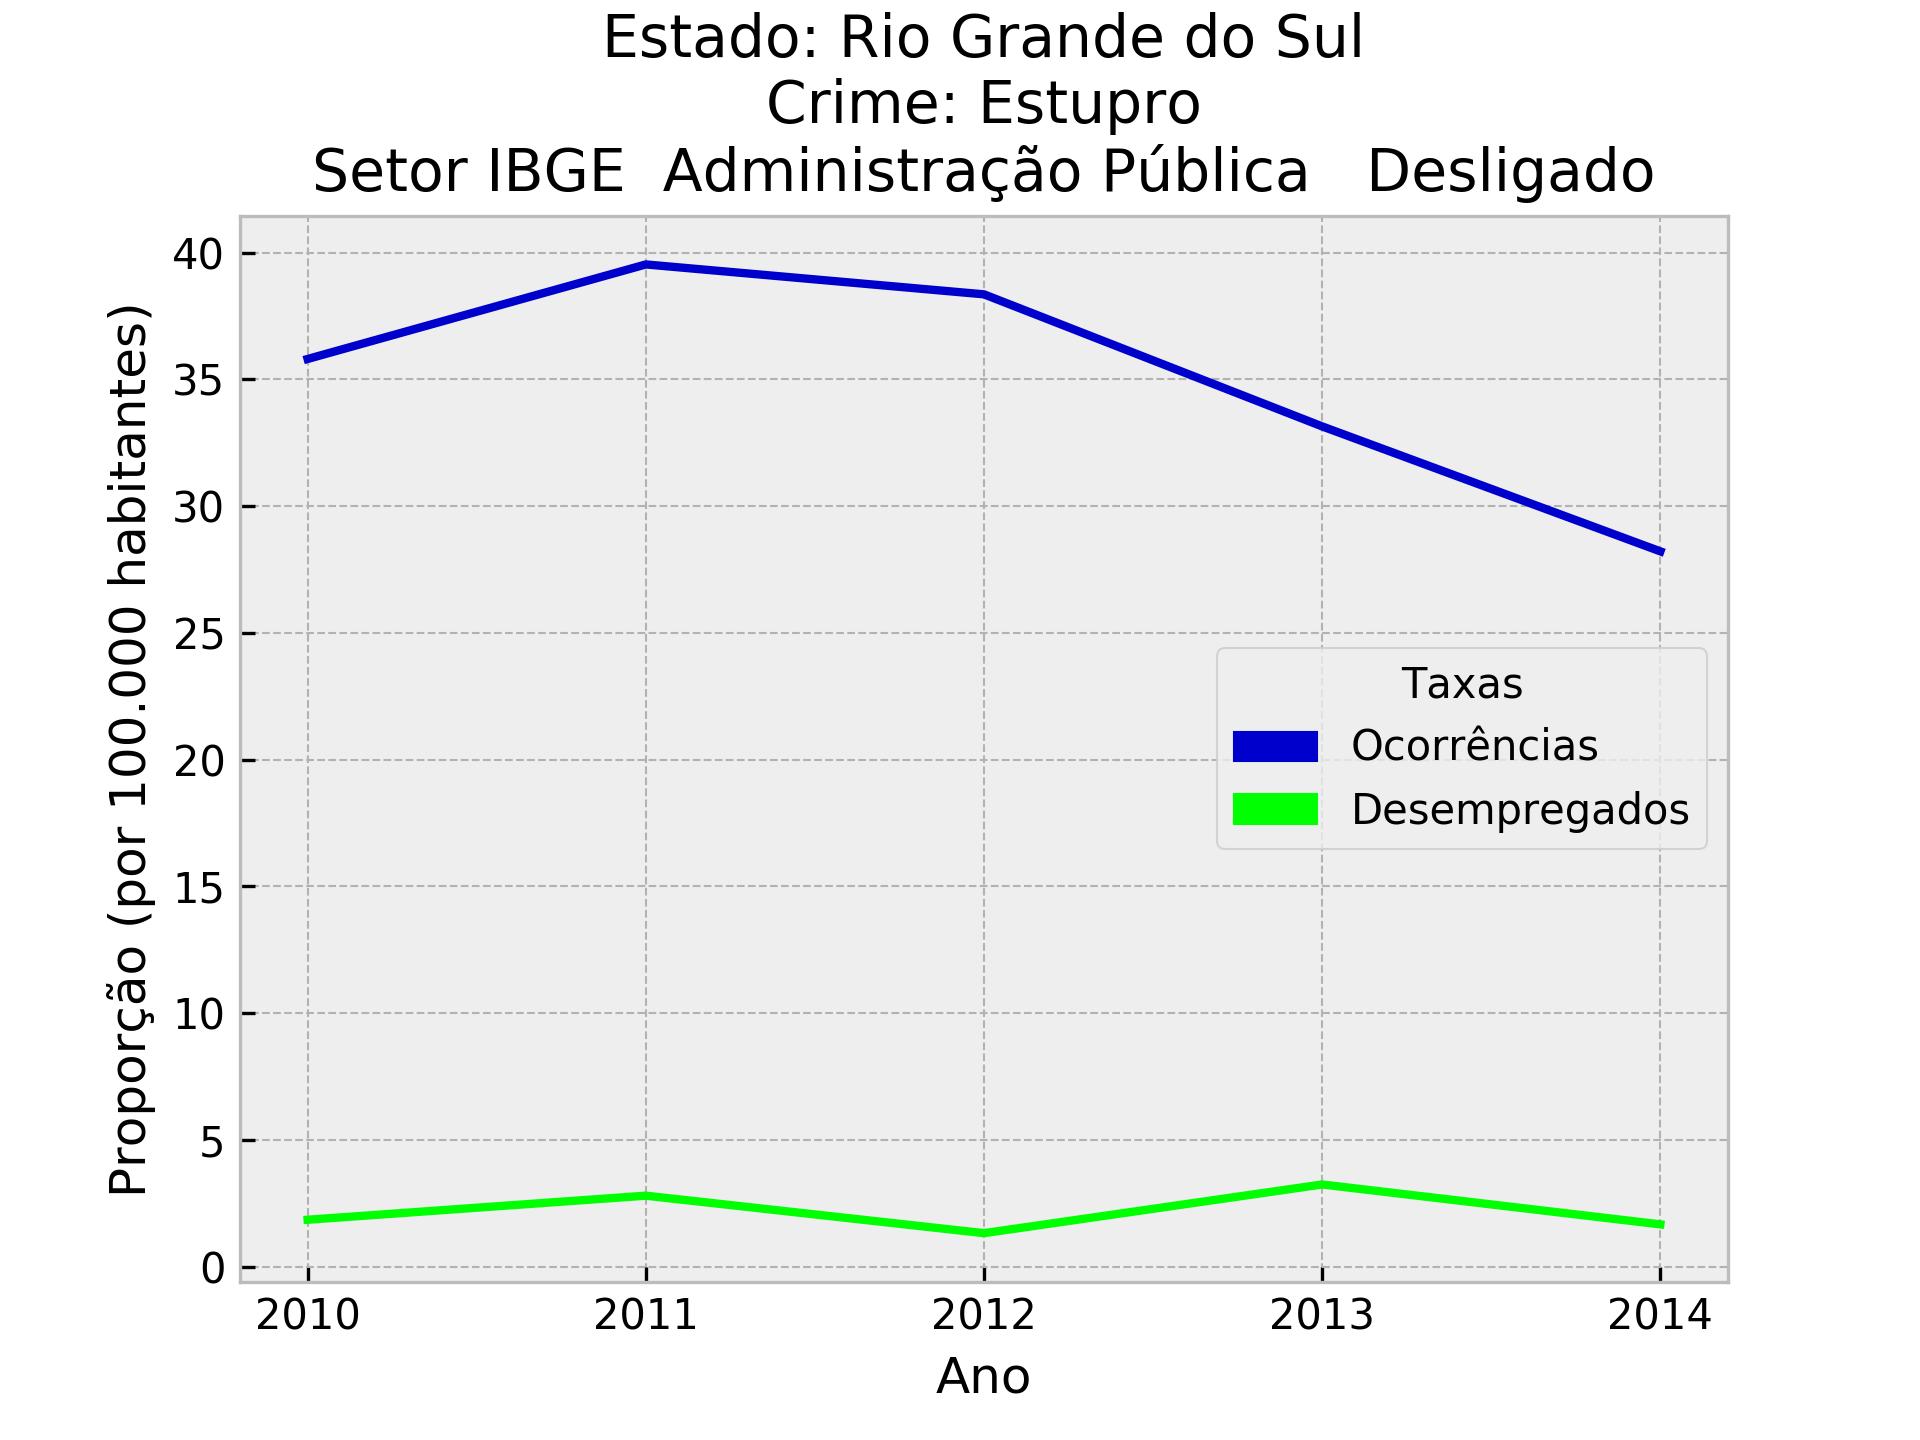 Estado: Rio Grande do Sul
Crime: Estupro
Setor IBGE  Administração Pública   Desligado
Proporção (por 100.000 habitantes)
40
35
30
25
20
15
10
5
0
Taxas
Ocorrências
Desempregados
2010 2011 2012 2013 2014
Ano